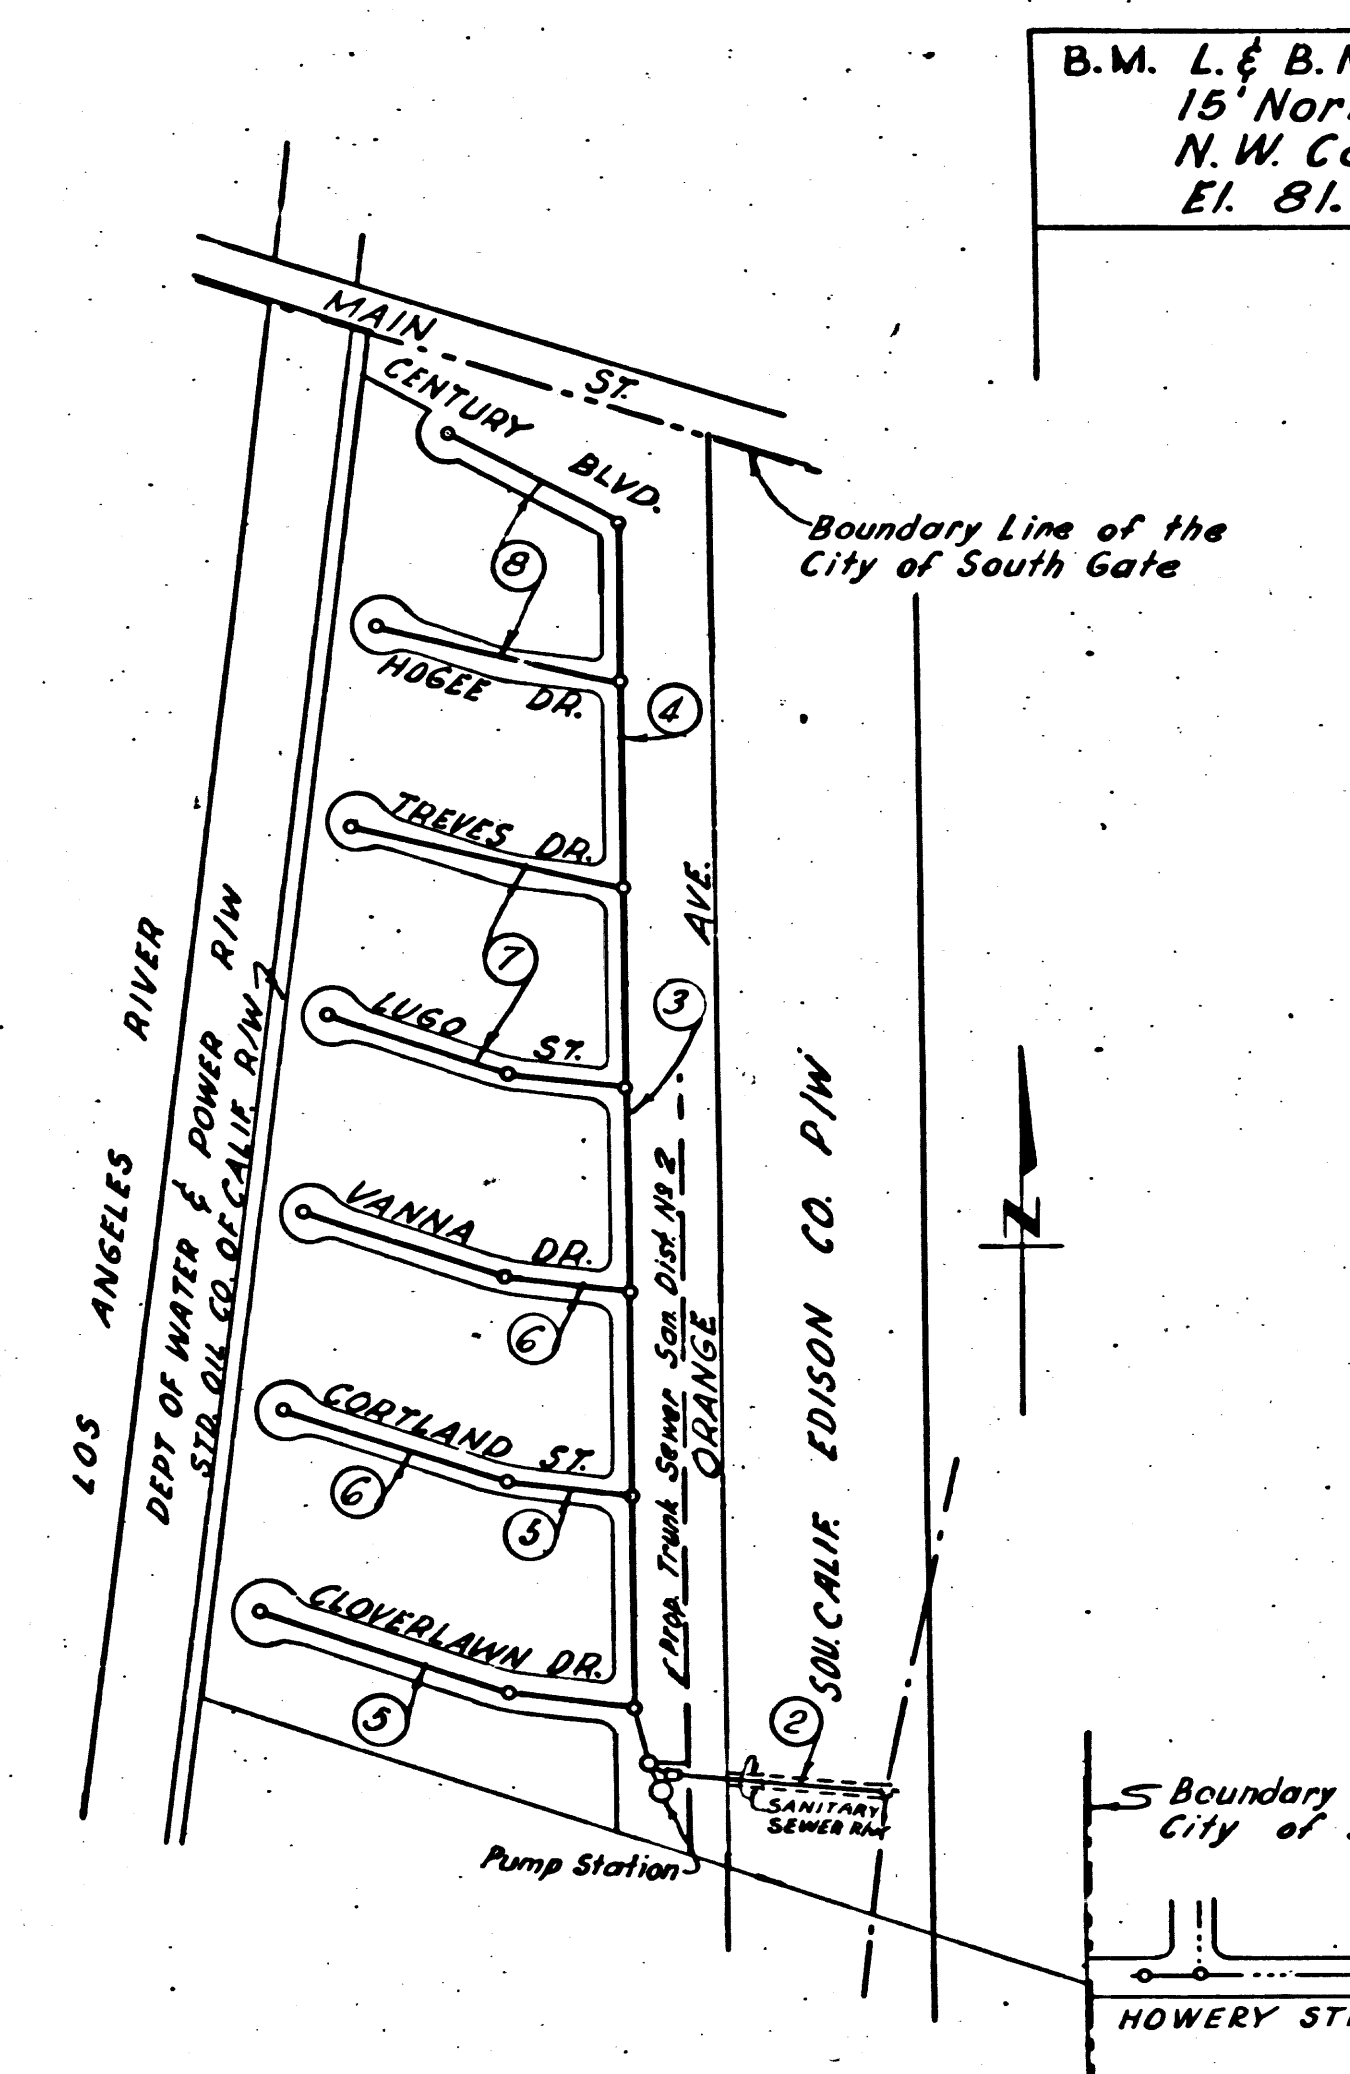 B.M. L. & B.
15' Nor
N. W. Co
El. 81.
MAIN ST.
CENTURY BLVD.
Boundary Line of the
City of South Gate
8
HOGEE DR.
4
TREVES DR.
7
LUGO ST.
3
VANNA DR.
6
CORTLAND ST.
6
5
CLOVERLAWN DR.
5
LOS ANGELES RIVER
DEPT OF WATER & POWER R/W
STD. OIL CO. OF CALIF. R/W
Prop. Trunk Sewer San. Dist. Nº 2
ORANGE AVE.
SOU. CALIF. EDISON CO. P/W
N
2
SANITARY
SEWER R/W
Pump Station
Boundary
City of
HOWERY ST